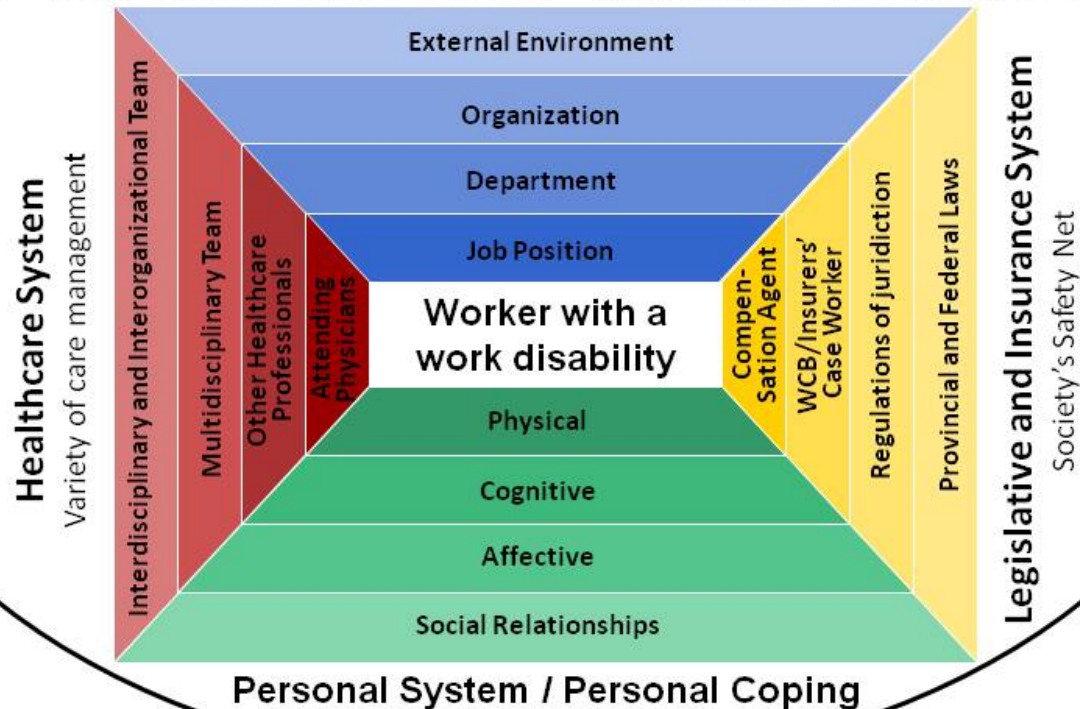 External Environment
Organization
Department
Job Position
Healthcare System
Variety of care management
Interdisciplinary and Interorganizational Team
Multidisciplinary Team
Other Healthcare
Professionals
Attending
Physicians
Worker with a
work disability
Compen-
Sation Agent
WCB/Insurers'
Case Worker
Regulations of juridiction
Provincial and Federal Laws
Legislative and Insurance System
Society's Safety Net
Physical
Cognitive
Affective
Social Relationships
Personal System / Personal Coping